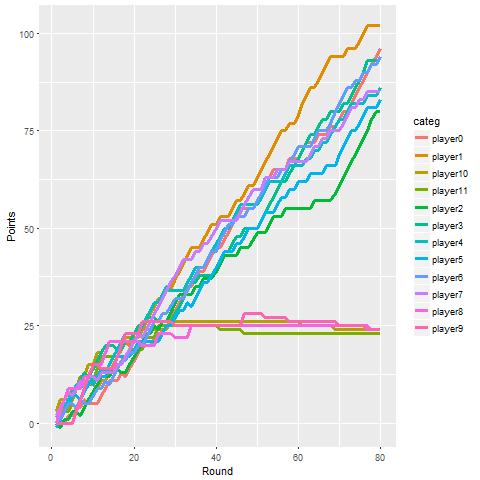 100
75
50
25
0
Points
0
20
40
60
80
Round
categ
player0
player1
player10
player11
player2
player3
player4
player5
player6
player7
player8
player9